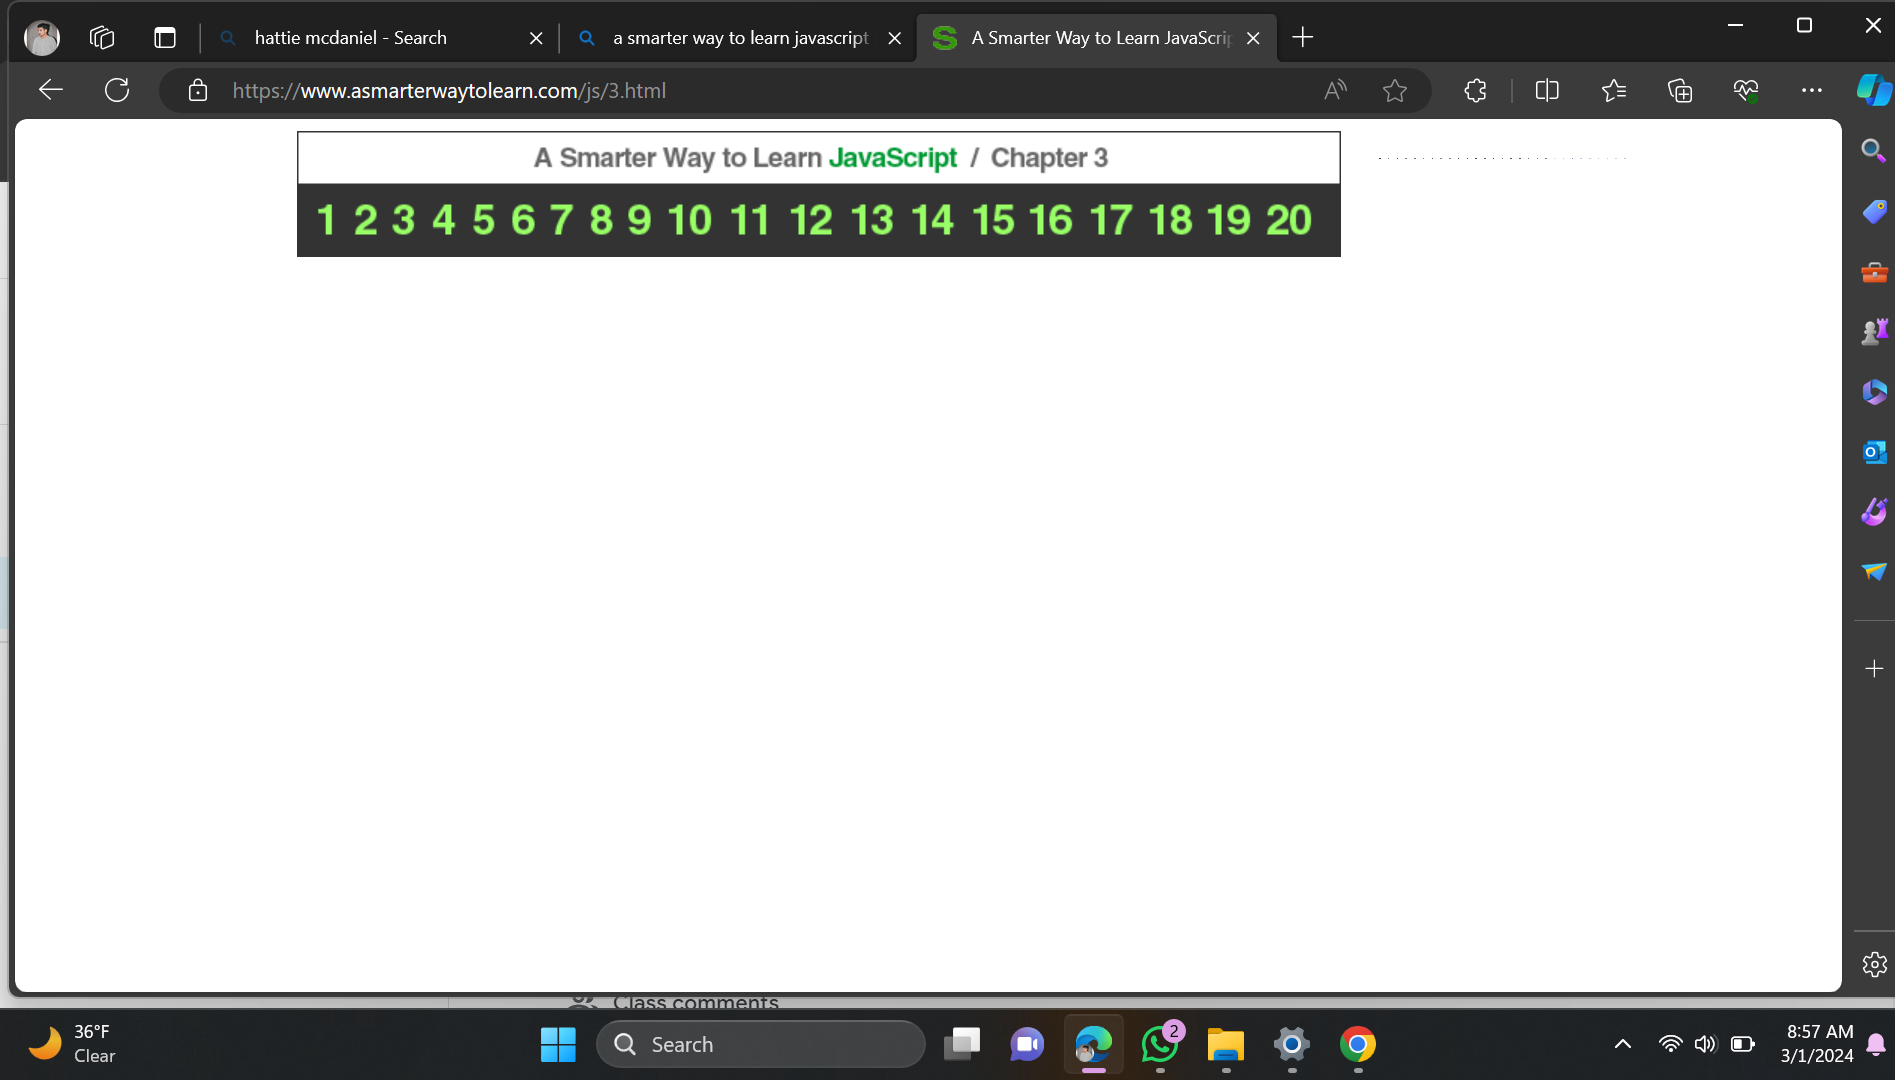 hattie mcdaniel - Search
a smarter way to learn javascript
A Smarter Way to Learn JavaScrip
https://www.asmarterwaytolearn.com/js/3.html
A Smarter Way to Learn JavaScript / Chapter 3
1 2 3 4 5 6 7 8 9 10 11 12 13 14 15 16 17 18 19 20
Class comments
36°F
Clear
Search
2
8:57 AM
3/1/2024